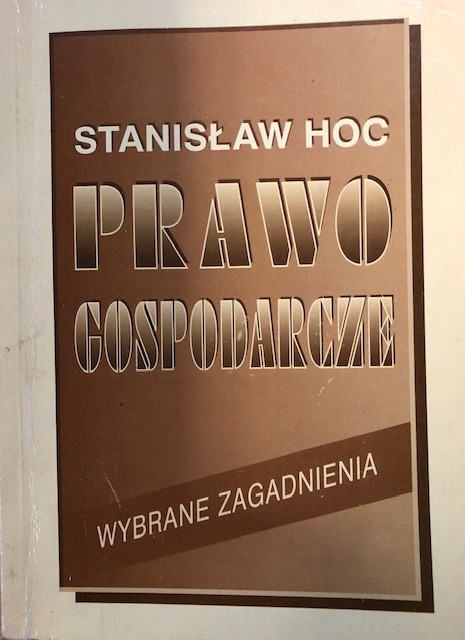 STANISŁAW HOC
PRAWO
GOSPODARCZE
WYBRANE ZAGADNIENIA